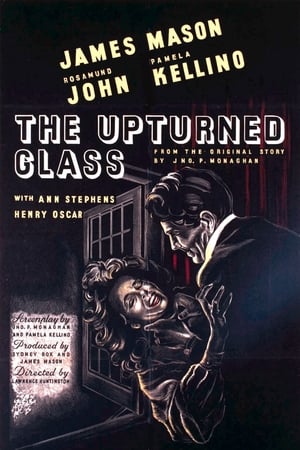 JAMES MASON
ROSAMUND JOHN
PAMELA KELLINO
THE UPTURNED
GLASS
FROM THE ORIGINAL STORY
BY JNO. P. MONAGHAN
WITH ANN STEPHENS
HENRY OSCAR
Screenplay by
JNO. P. MONAGHAN
AND PAMELA KELLINO
Produced by
SYDNEY BOX AND
JAMES MASON
Directed by
LAWRENCE HUNTINGTON